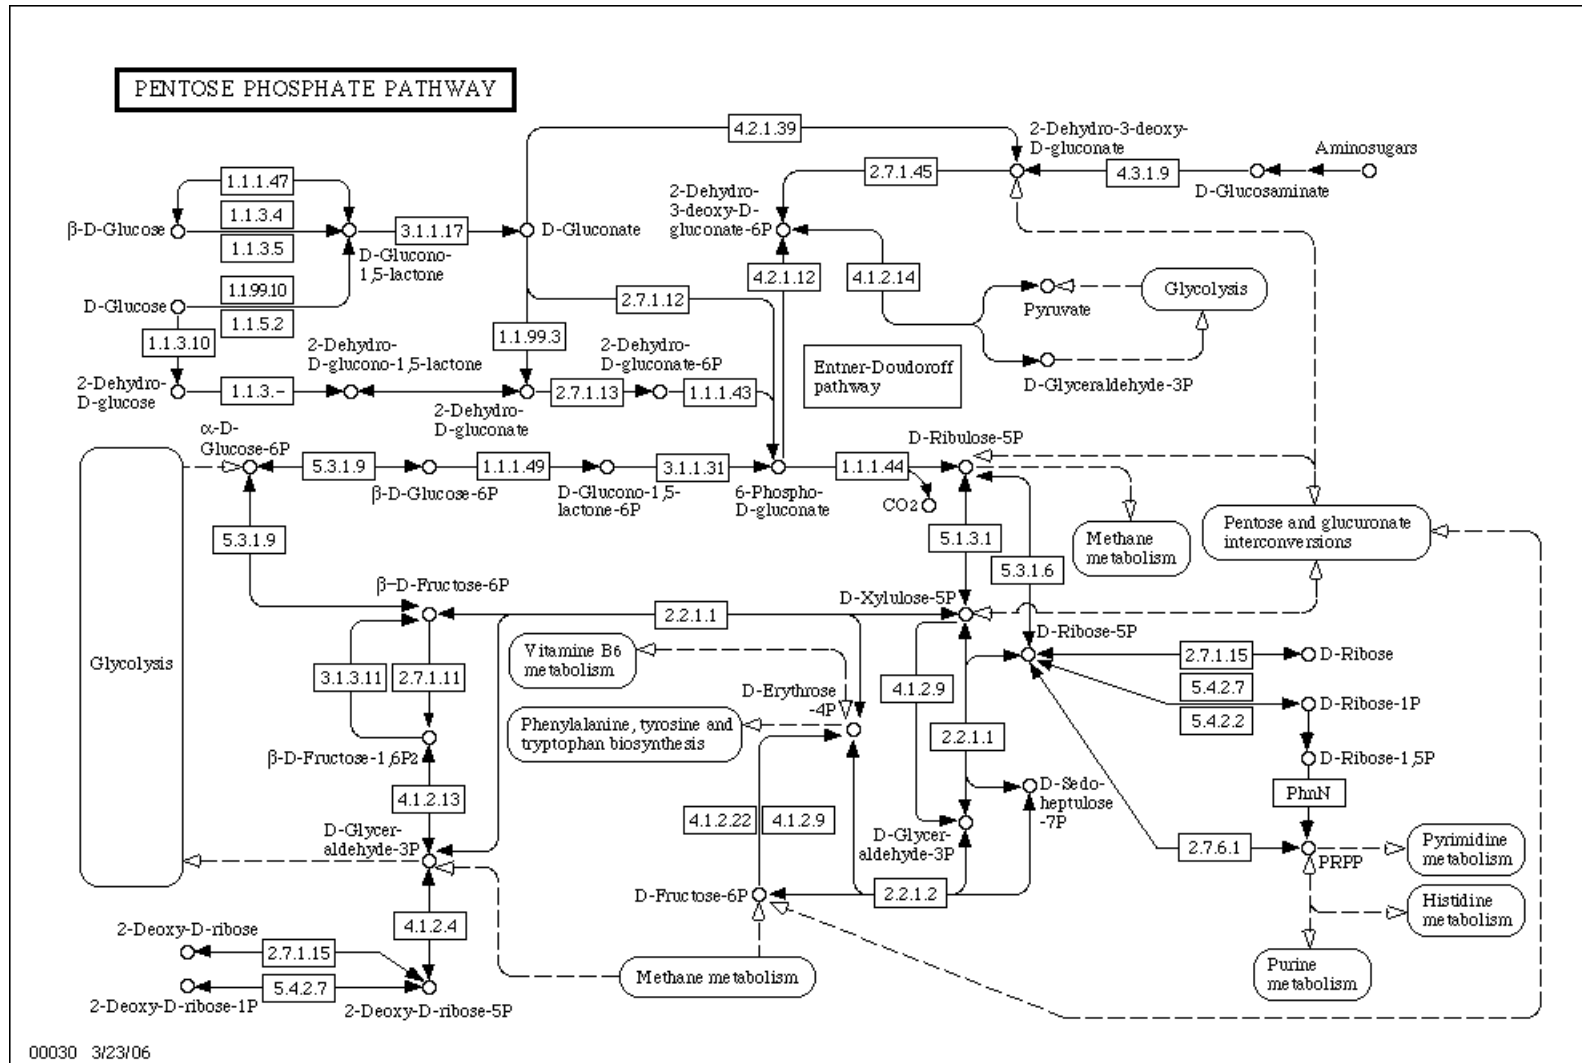 PENTOSE PHOSPHATE PATHWAY
4.2.1.39
2-Dehydro-3-deoxy-
D-gluconate
Aminosugars
1.1.1.47
2.7.1.45
4.3.1.9
D-Glucosaminate
2-Dehydro-
3-deoxy-D-
gluconate-6P
1.1.3.4
β-D-Glucose
1.1.3.5
3.1.1.17
D-Gluconate
D-Glucono-
1,5-lactone
4.2.1.12
4.1.2.14
1.1.99.10
D-Glucose
1.1.5.2
2.7.1.12
Pyruvate
Glycolysis
1.1.3.10
1.1.99.3
2-Dehydro-
D-glucono-1,5-lactone
2-Dehydro-
D-gluconate-6P
Entner-Doudoroff
pathway
D-Glyceraldehyde-3P
2-Dehydro-
D-glucose
1.1.3.-
2-Dehydro-
D-gluconate
2.7.1.13
1.1.1.43
α-D-
Glucose-6P
D-Ribulose-5P
5.3.1.9
β-D-Glucose-6P
1.1.1.49
D-Glucono-1,5-
lactone-6P
3.1.1.31
6-Phospho-
D-gluconate
1.1.1.44
CO2
5.3.1.9
5.1.3.1
5.3.1.6
Methane
metabolism
Pentose and glucuronate
interconversions
β-D-Fructose-6P
2.2.1.1
D-Xylulose-5P
D-Ribose-5P
Glycolysis
3.1.3.11
2.7.1.11
Vitamine B6
metabolism
D-Erythrose
-4P
4.1.2.9
2.7.1.15
D-Ribose
5.4.2.7
5.4.2.2
D-Ribose-1P
Phenylalanine, tyrosine and
tryptophan biosynthesis
2.2.1.1
β-D-Fructose-1,6P2
D-Ribose-1,5P
4.1.2.13
D-Sedo-
heptulose
-7P
PhnN
4.1.2.22
4.1.2.9
D-Glycer-
aldehyde-3P
D-Glycer-
aldehyde-3P
2.7.6.1
PRPP
Pyrimidine
metabolism
D-Fructose-6P
2.2.1.2
Histidine
metabolism
4.1.2.4
2-Deoxy-D-ribose
2.7.1.15
Methane metabolism
Purine
metabolism
5.4.2.7
2-Deoxy-D-ribose-1P
2-Deoxy-D-ribose-5P
00030 3/23/06